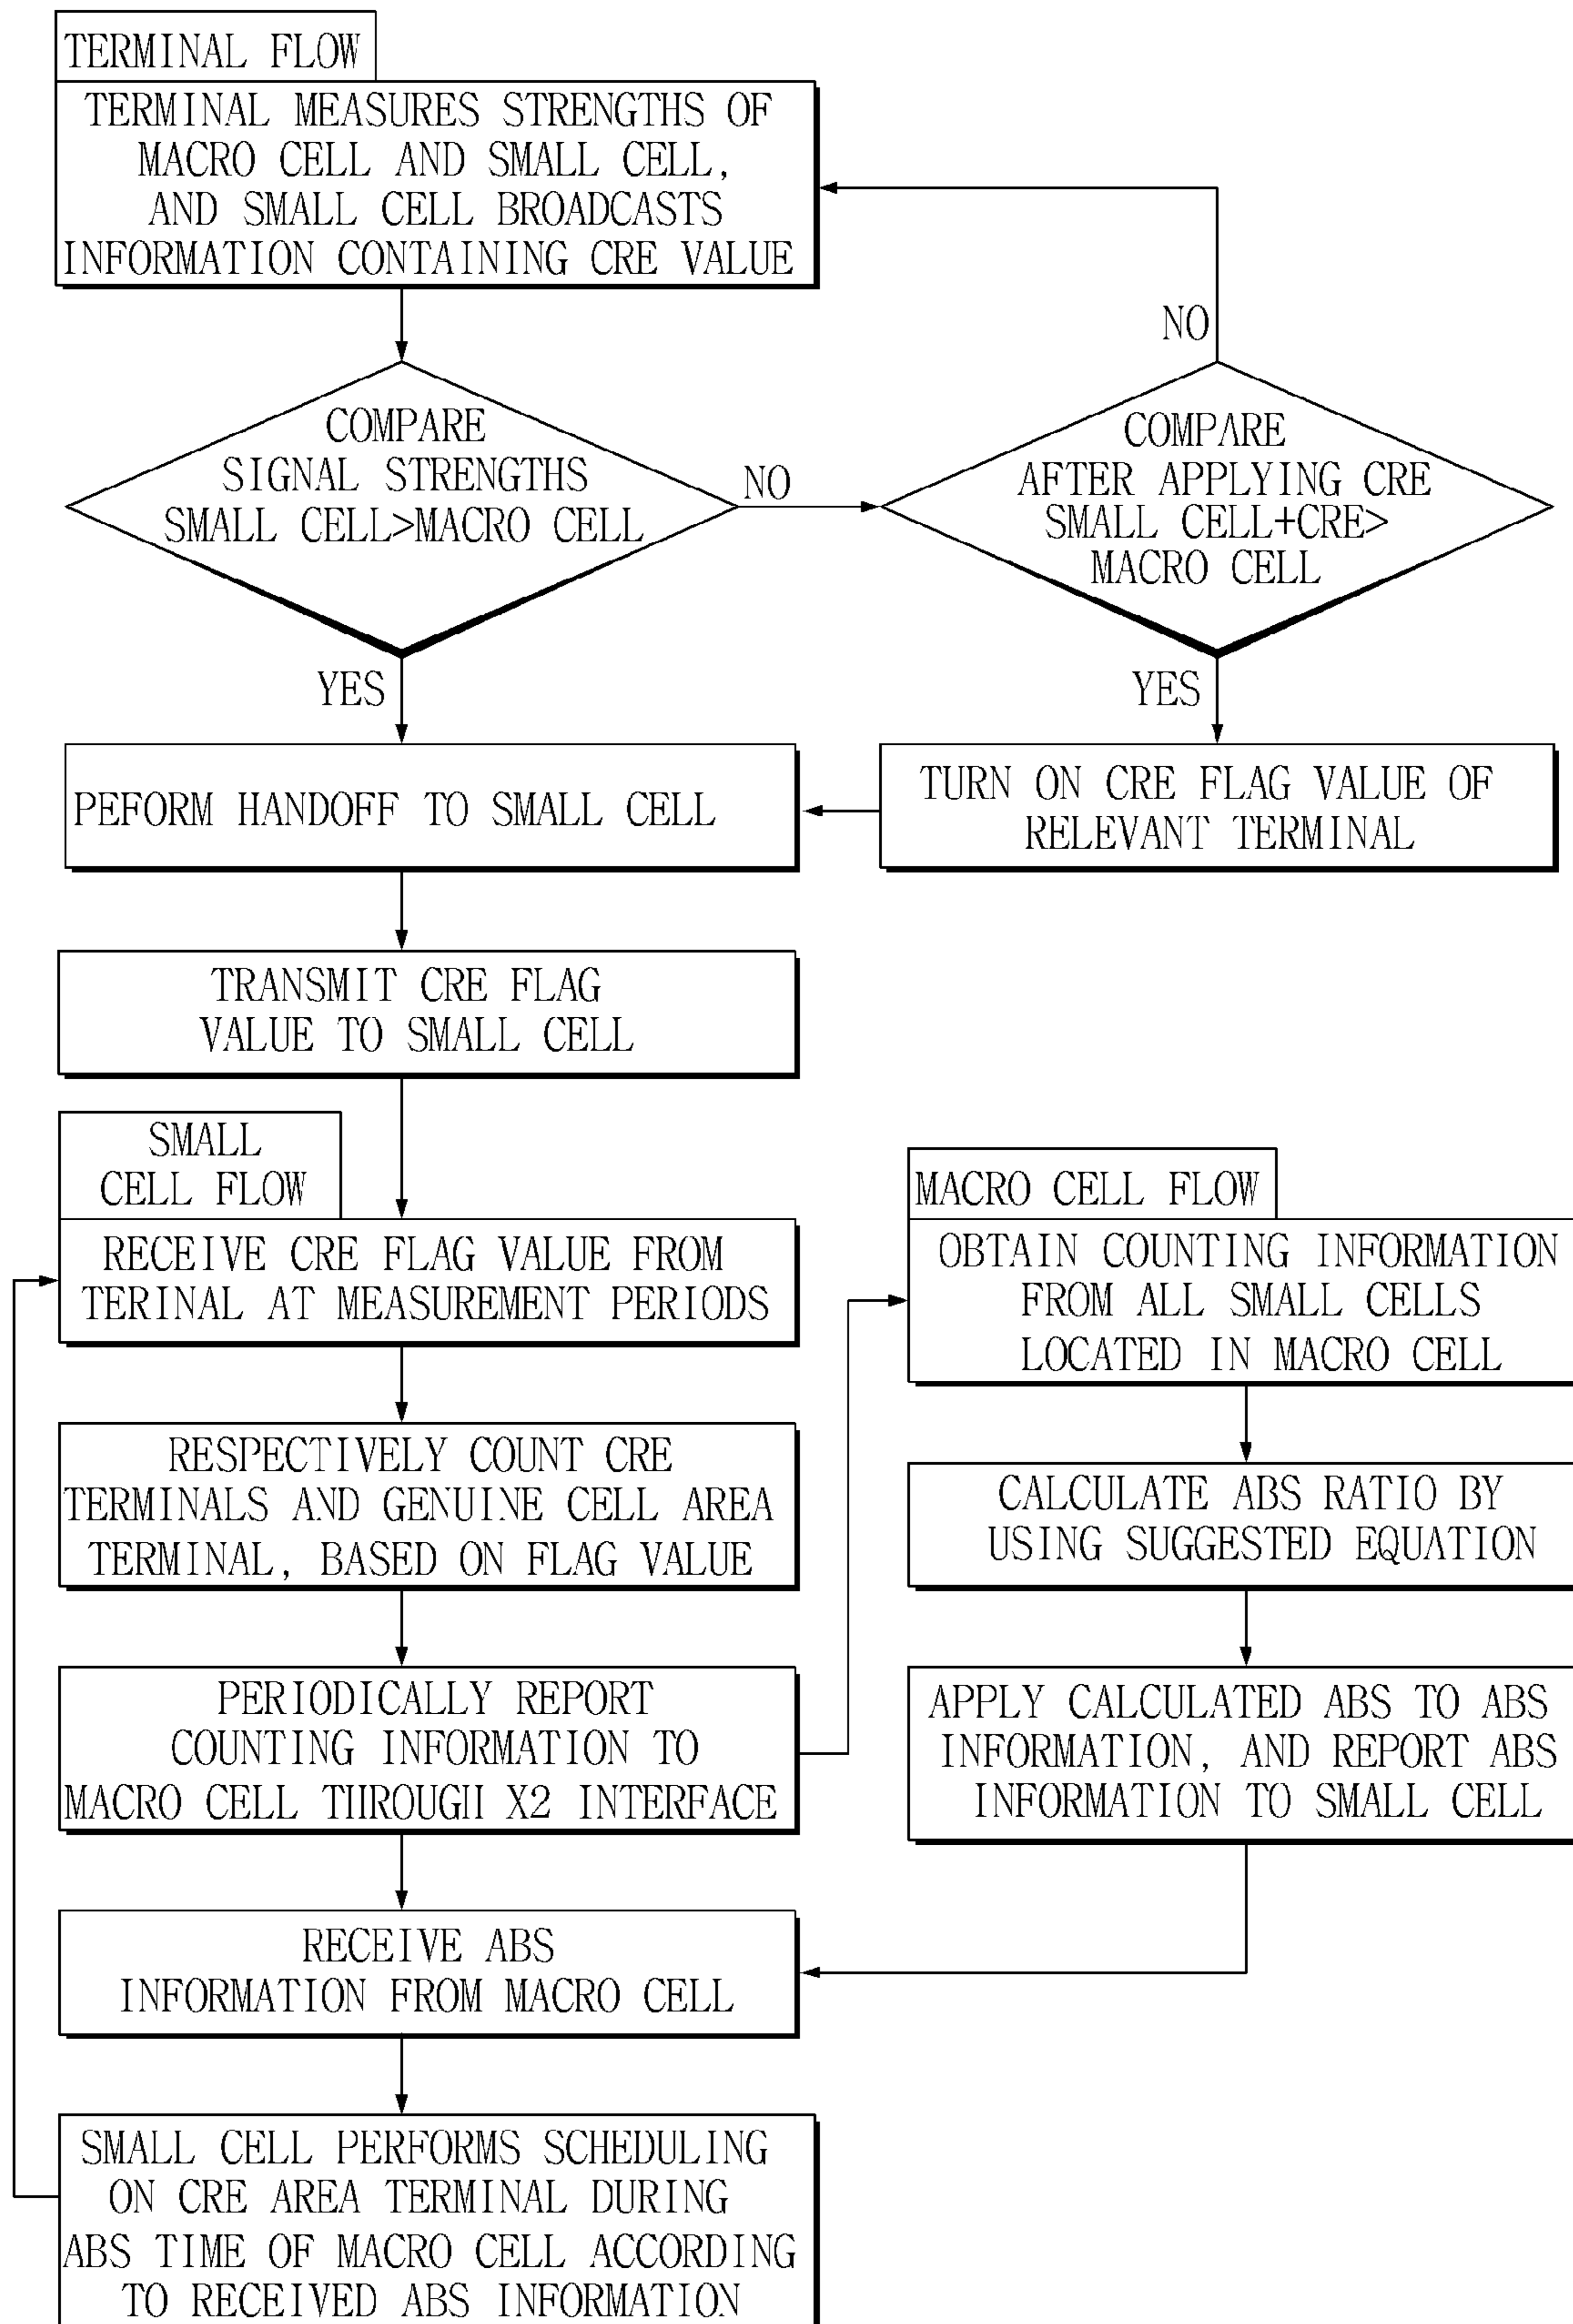 TERMINAL FLOW
TERMINAL MEASURES STRENGTHS OF
MACRO CELL AND SMALL CELL,
AND SMALL CELL BROADCASTS
INFORMATION CONTAINING CRE VALUE
COMPARE
SIGNAL STRENGTHS
SMALL CELL>MACRO CELL
NO
YES
COMPARE
AFTER APPLYING CRE
SMALL CELL+CRE>
MACRO CELL
NO
YES
PEFORM HANDOFF TO SMALL CELL
TURN ON CRE FLAG VALUE OF
RELEVANT TERMINAL
TRANSMIT CRE FLAG
VALUE TO SMALL CELL
SMALL
CELL FLOW
RECEIVE CRE FLAG VALUE FROM
TERINAL AT MEASUREMENT PERIODS
RESPECTIVELY COUNT CRE
TERMINALS AND GENUINE CELL AREA
TERMINAL, BASED ON FLAG VALUE
PERIODICALLY REPORT
COUNTING INFORMATION TO
MACRO CELL THROUGH X2 INTERFACE
MACRO CELL FLOW
OBTAIN COUNTING INFORMATION
FROM ALL SMALL CELLS
LOCATED IN MACRO CELL
CALCULATE ABS RATIO BY
USING SUGGESTED EQUATION
APPLY CALCULATED ABS TO ABS
INFORMATION, AND REPORT ABS
INFORMATION TO SMALL CELL
RECEIVE ABS
INFORMATION FROM MACRO CELL
SMALL CELL PERFORMS SCHEDULING
ON CRE AREA TERMINAL DURING
ABS TIME OF MACRO CELL ACCORDING
TO RECEIVED ABS INFORMATION